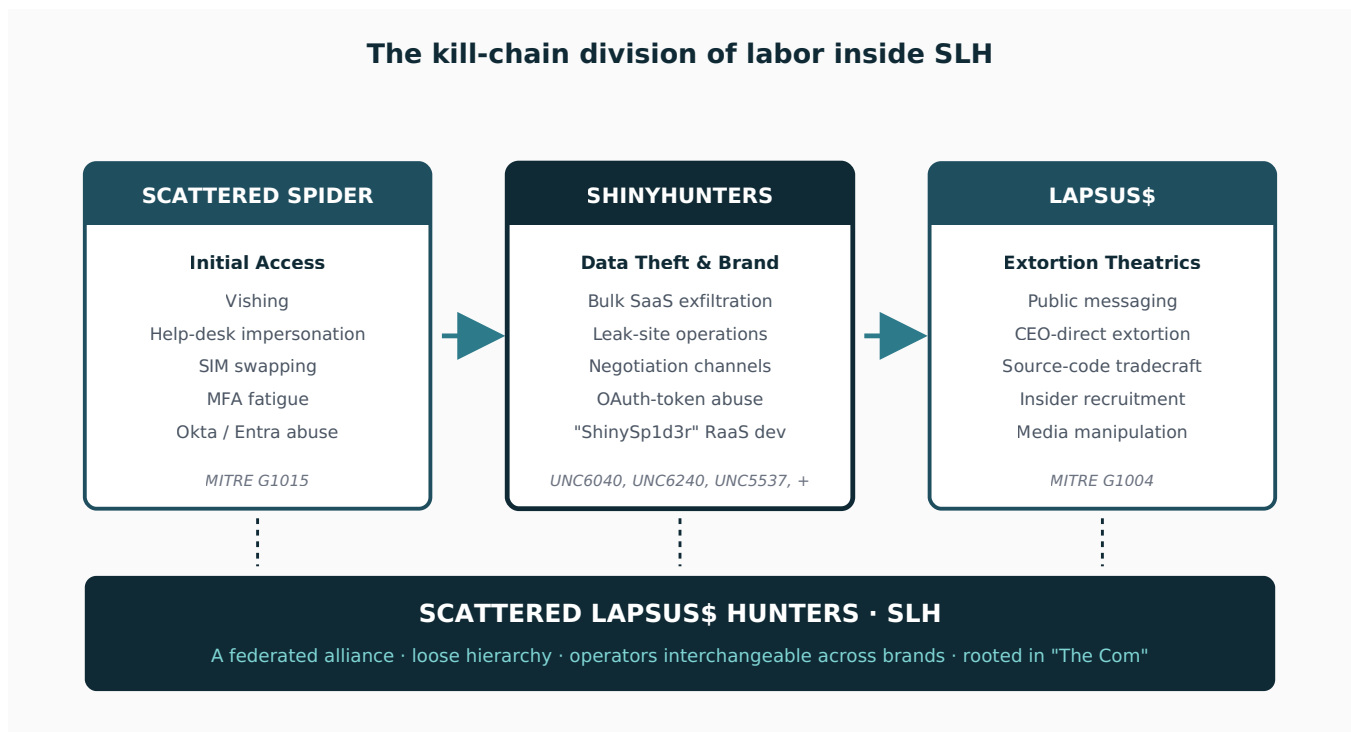 The kill-chain division of labor inside SLH
SCATTERED SPIDER
Initial Access
Vishing
Help-desk impersonation
SIM swapping
MFA fatigue
Okta / Entra abuse
MITRE G1015
SHINYHUNTERS
Data Theft & Brand
Bulk SaaS exfiltration
Leak-site operations
Negotiation channels
OAuth-token abuse
"ShinySp1d3r" RaaS dev
UNC6040, UNC6240, UNC5537, +
LAPSUS$
Extortion Theatrics
Public messaging
CEO-direct extortion
Source-code tradecraft
Insider recruitment
Media manipulation
MITRE G1004
SCATTERED LAPSUS$ HUNTERS · SLH
A federated alliance · loose hierarchy · operators interchangeable across brands · rooted in "The Com"